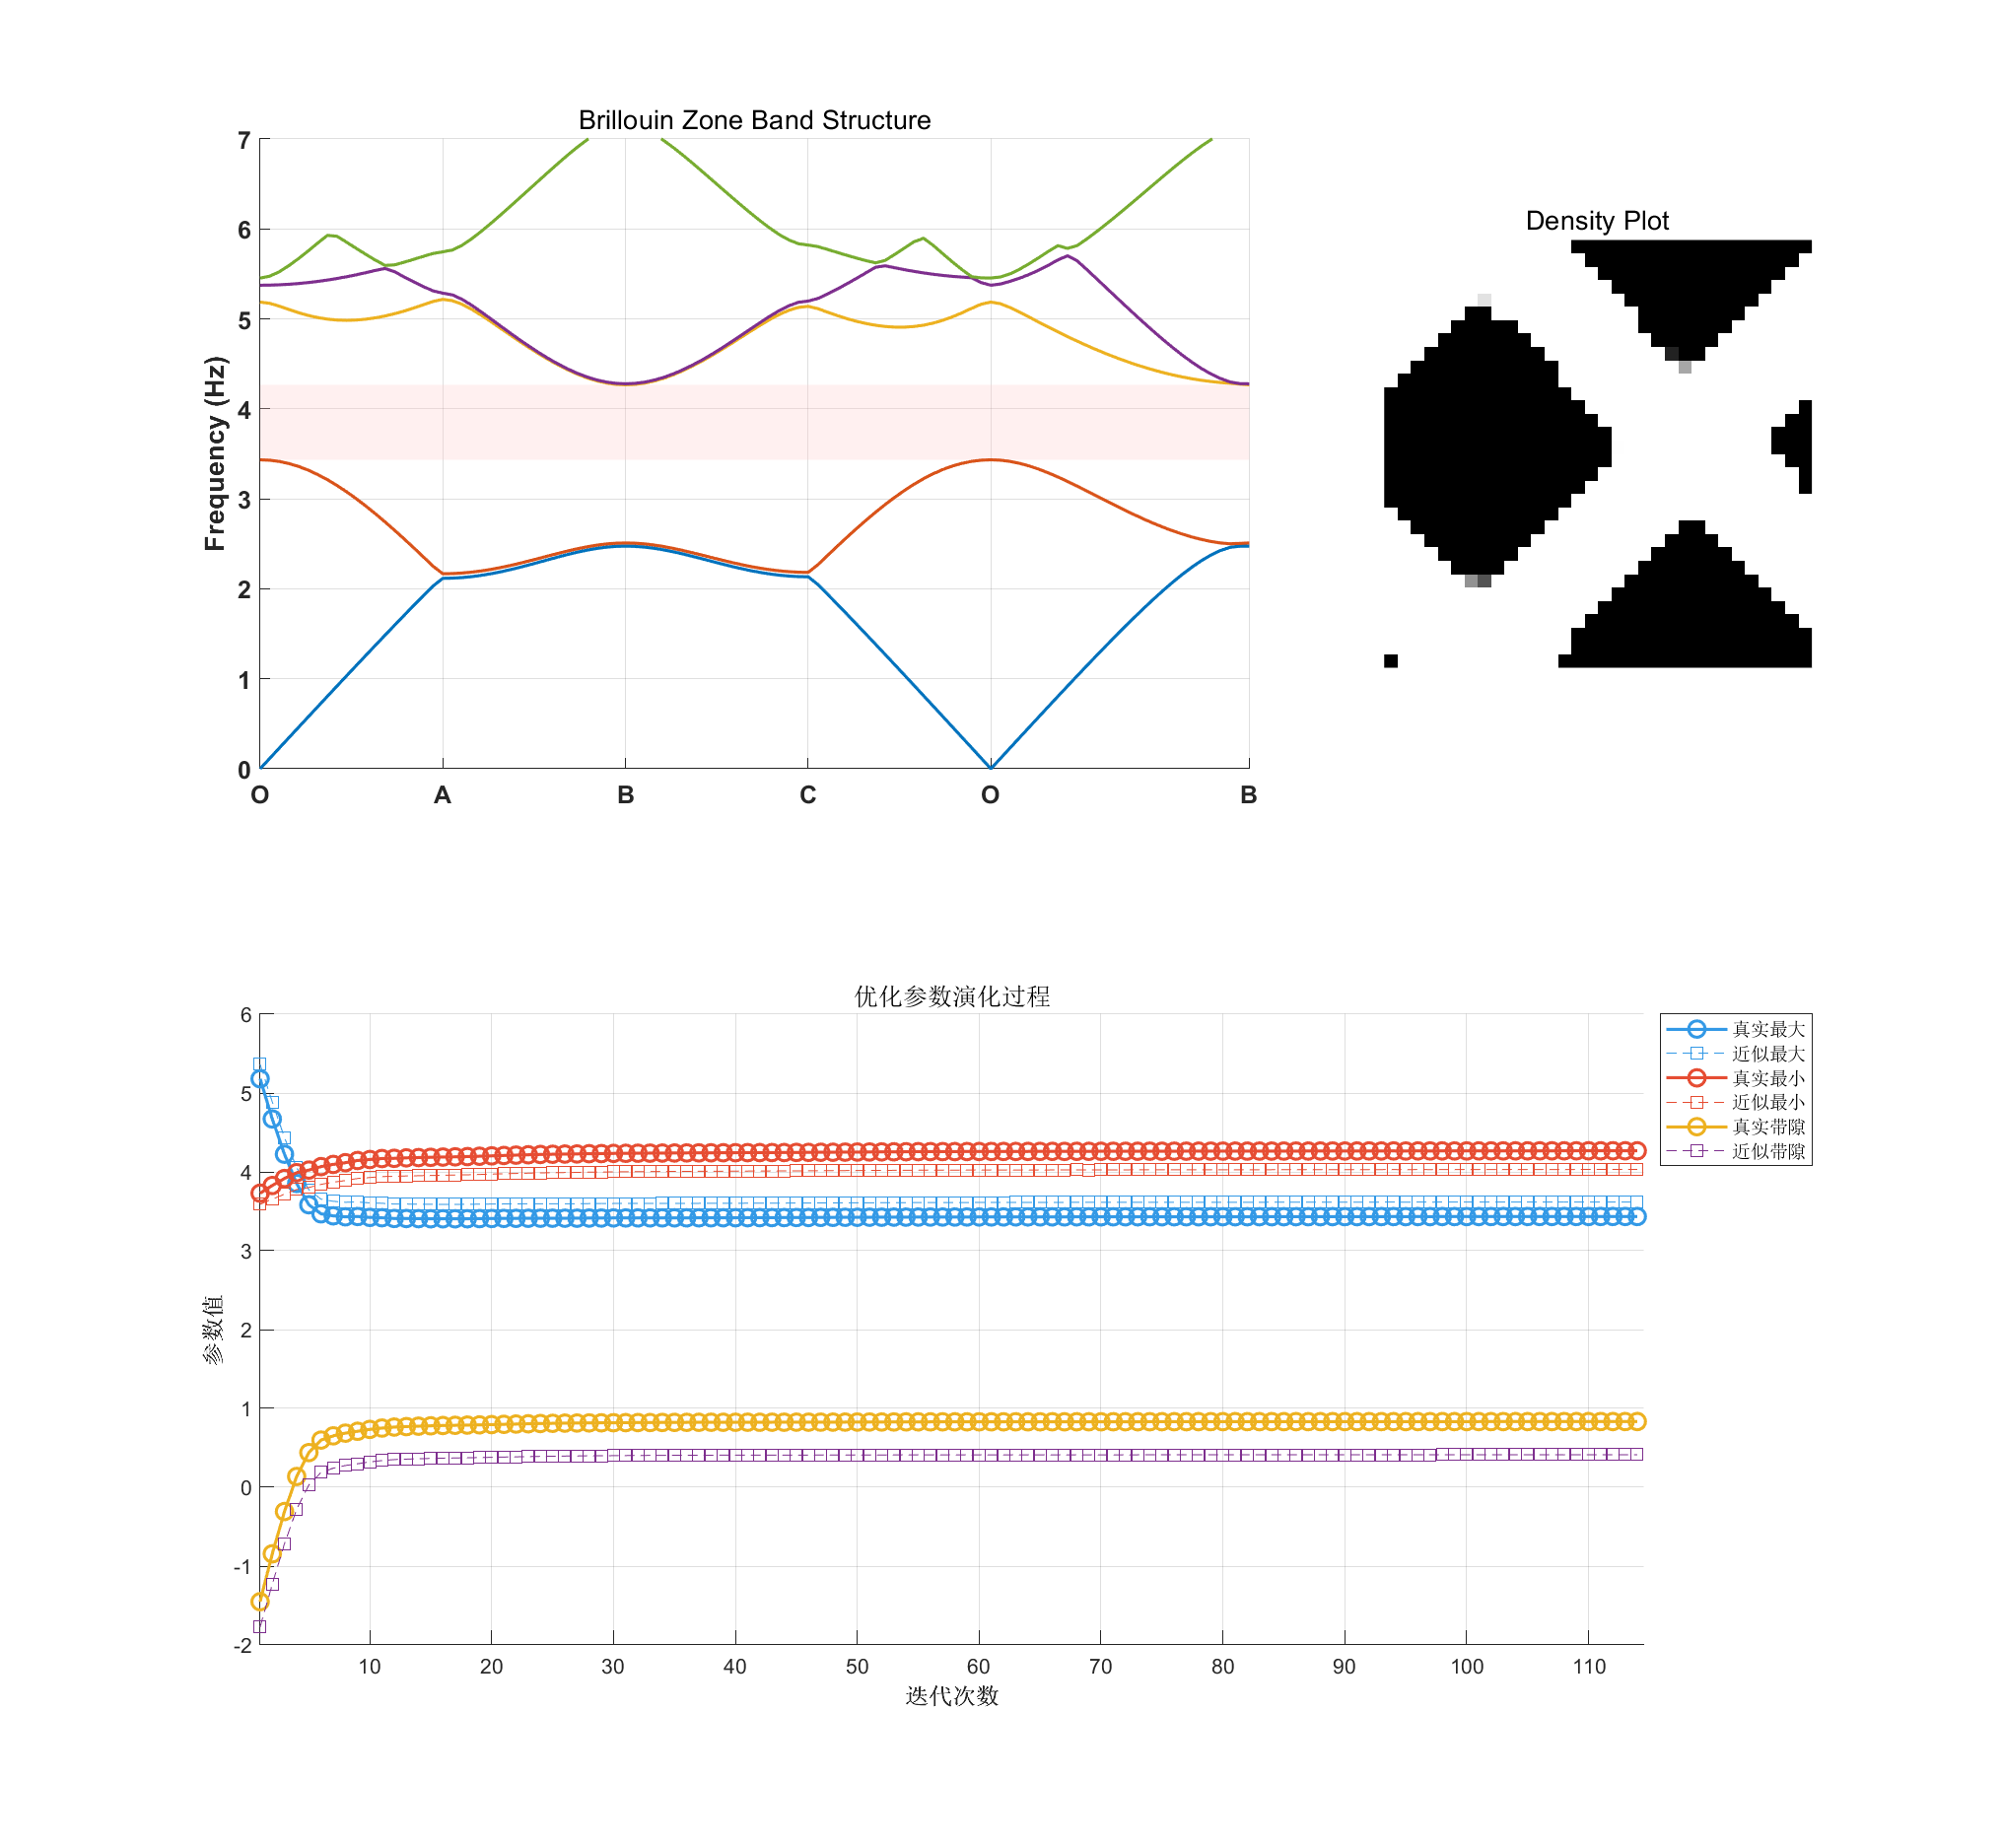 Brillouin Zone Band Structure
7
6
5
4
3
2
1
0
Frequency (Hz)
O A B C O B
Density Plot
优化参数演化过程
6
5
4
3
2
1
0
-1
-2
参数值
10 20 30 40 50 60 70 80 90 100 110
迭代次数
真实最大
近似最大
真实最小
近似最小
真实带隙
近似带隙